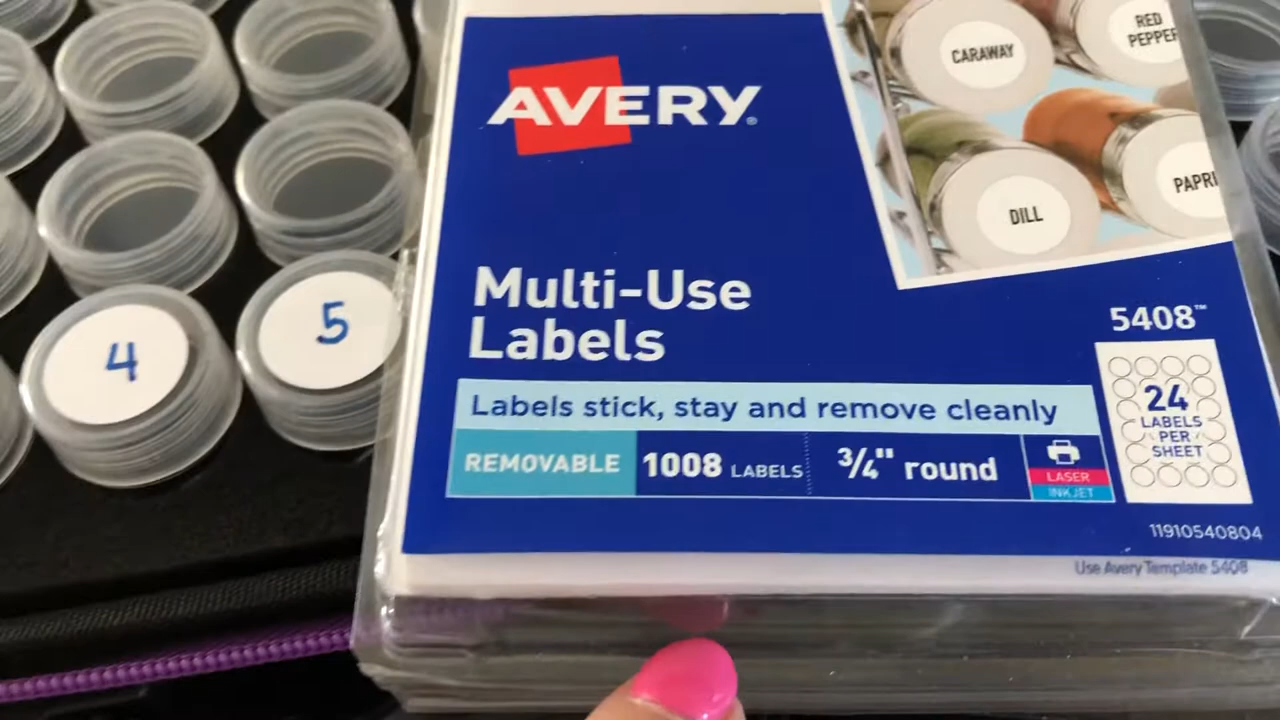 CARAWAY
RED
PEPPER
AVERY®
DILL
Multi-Use
Labels
5408™
4
5
24
LABELS
PER
SHEET
Labels stick, stay and remove cleanly
REMOVABLE
1008 LABELS
3/4" round
LASER
INKJET
11910540804
Use Avery Template 5408